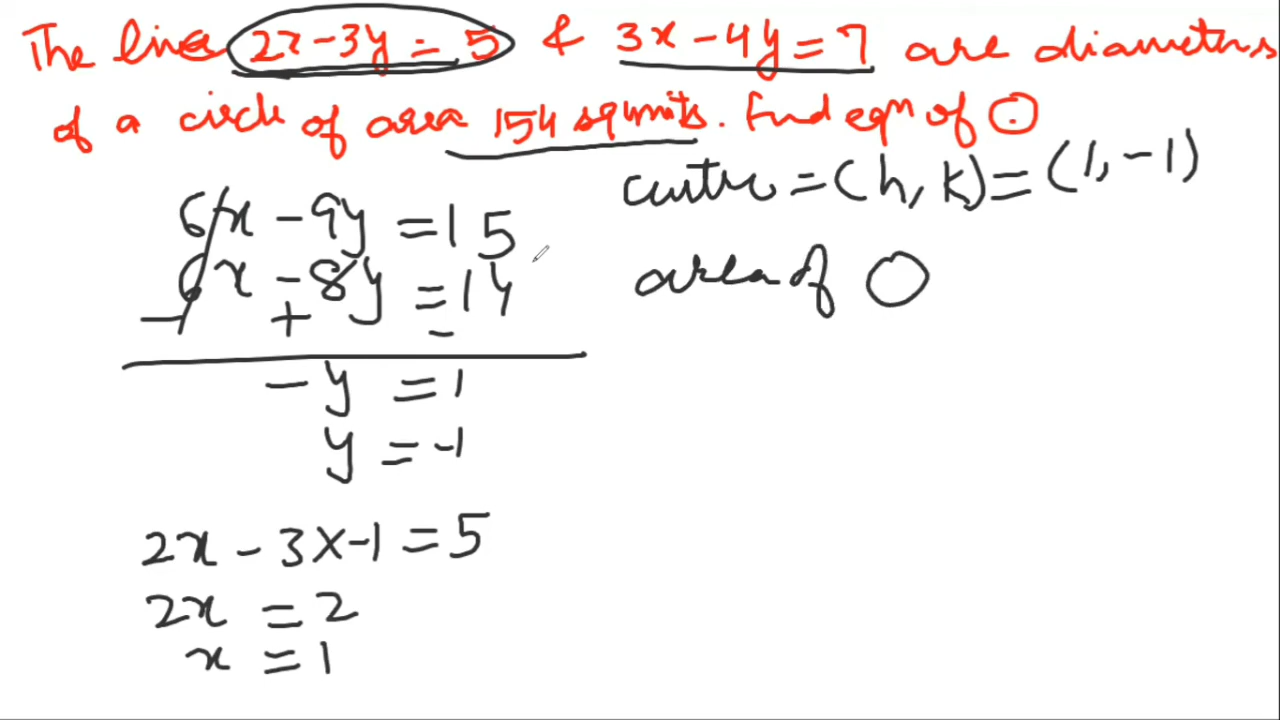 The lines 2x-3y=5 & 3x-4y=7 are diameters
of a circle of area 154 sq units. Find eqn of ⊙
centre = (h, k) = (1, -1)
6x - 9y = 15
6x - 8y = 14
- + -
area of ○
-y = 1
y = -1
2x - 3×-1 = 5
2x = 2
x = 1